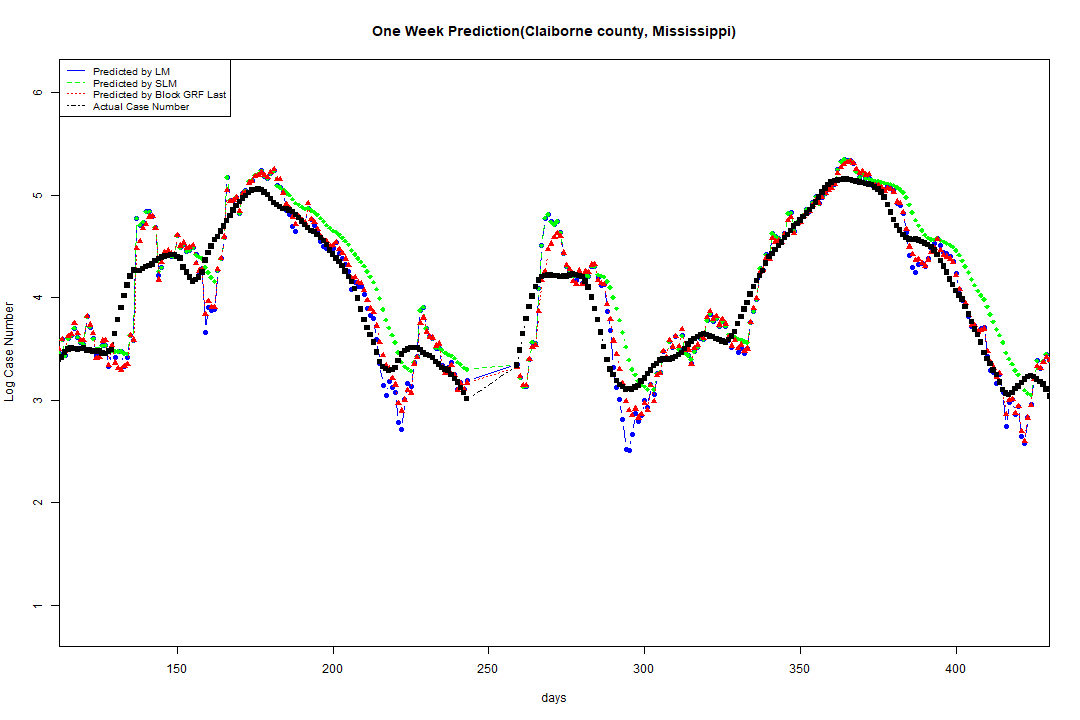 One Week Prediction(Claiborne county, Mississippi)
Predicted by LM
Predicted by SLM
Predicted by Block GRF Last
Actual Case Number
Log Case Number
6
5
4
3
2
1
150 200 250 300 350 400
days